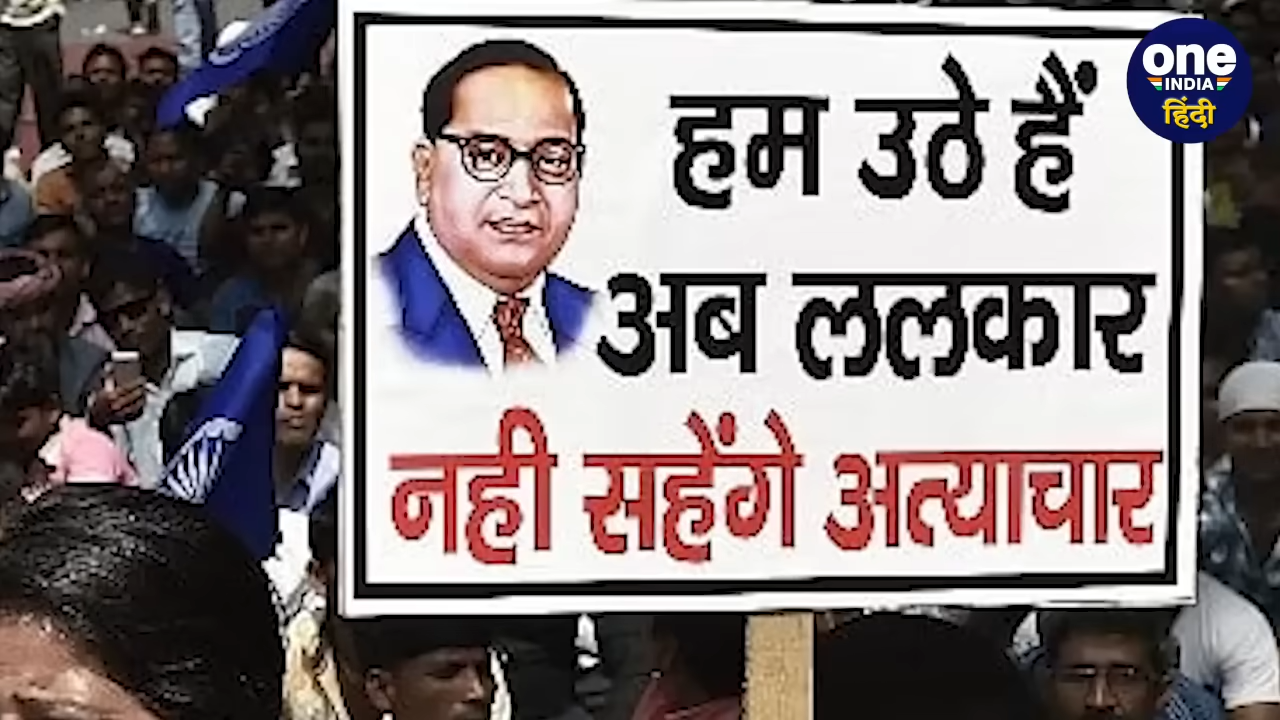 हम उठे हैं
अब ललकार
नही सहेंगे अत्याचार
one
INDIA
हिंदी